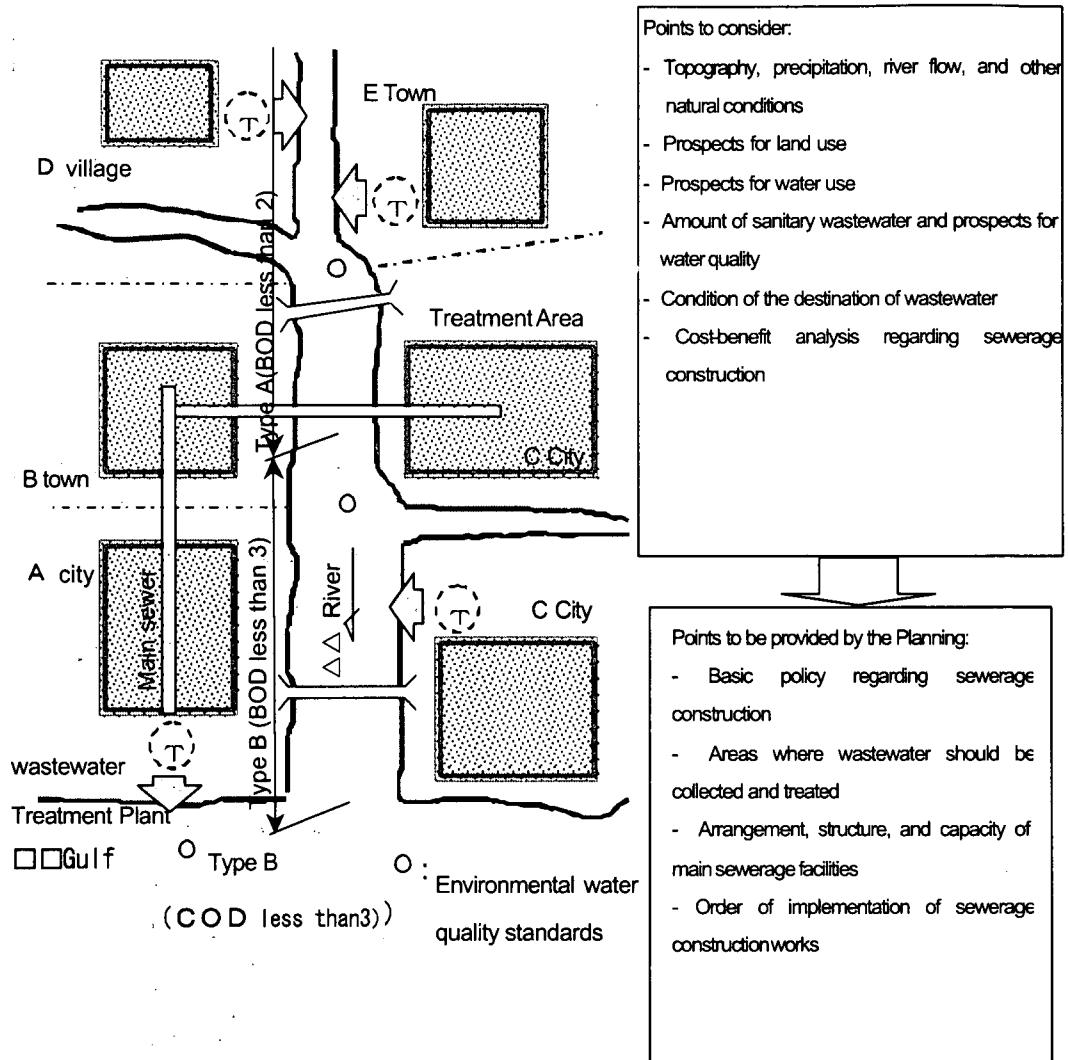 E Town
T
D village
T
Type A(BOD less than 2)
Treatment Area
C City
B town
A city
Main sewer
△△ River
T
C City
Type B (BOD less than 3)
T
wastewater
Treatment Plant
□□Gulf
○ Type B
(COD less than3))
○: Environmental water
quality standards
Points to consider:
- Topography, precipitation, river flow, and other
natural conditions
- Prospects for land use
- Prospects for water use
- Amount of sanitary wastewater and prospects for
water quality
- Condition of the destination of wastewater
- Cost-benefit analysis regarding sewerage
construction
Points to be provided by the Planning:
- Basic policy regarding sewerage
construction
- Areas where wastewater should be
collected and treated
- Arrangement, structure, and capacity of
main sewerage facilities
- Order of implementation of sewerage
construction works